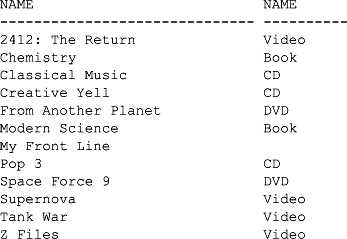 NAME                           NAME
------------------------------ ----------
2412: The Return               Video
Chemistry                      Book
Classical Music                CD
Creative Yell                  CD
From Another Planet            DVD
Modern Science                 Book
My Front Line
Pop 3                          CD
Space Force 9                  DVD
Supernova                      Video
Tank War                       Video
Z Files                        Video